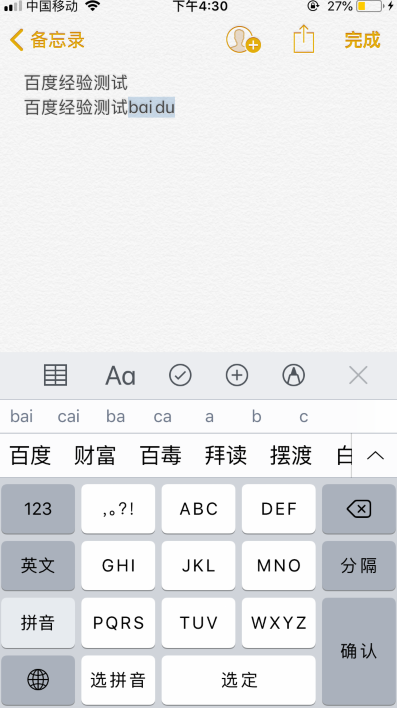 中国移动 下午4:30 27%
备忘录 完成
百度经验测试
百度经验测试bai du
Aa
bai cai ba ca a b c
百度 财富 百毒 拜读 摆渡
123 ,。?! ABC DEF
英文 GHI JKL MNO 分隔
拼音 PQRS TUV WXYZ
确认
选拼音 选定